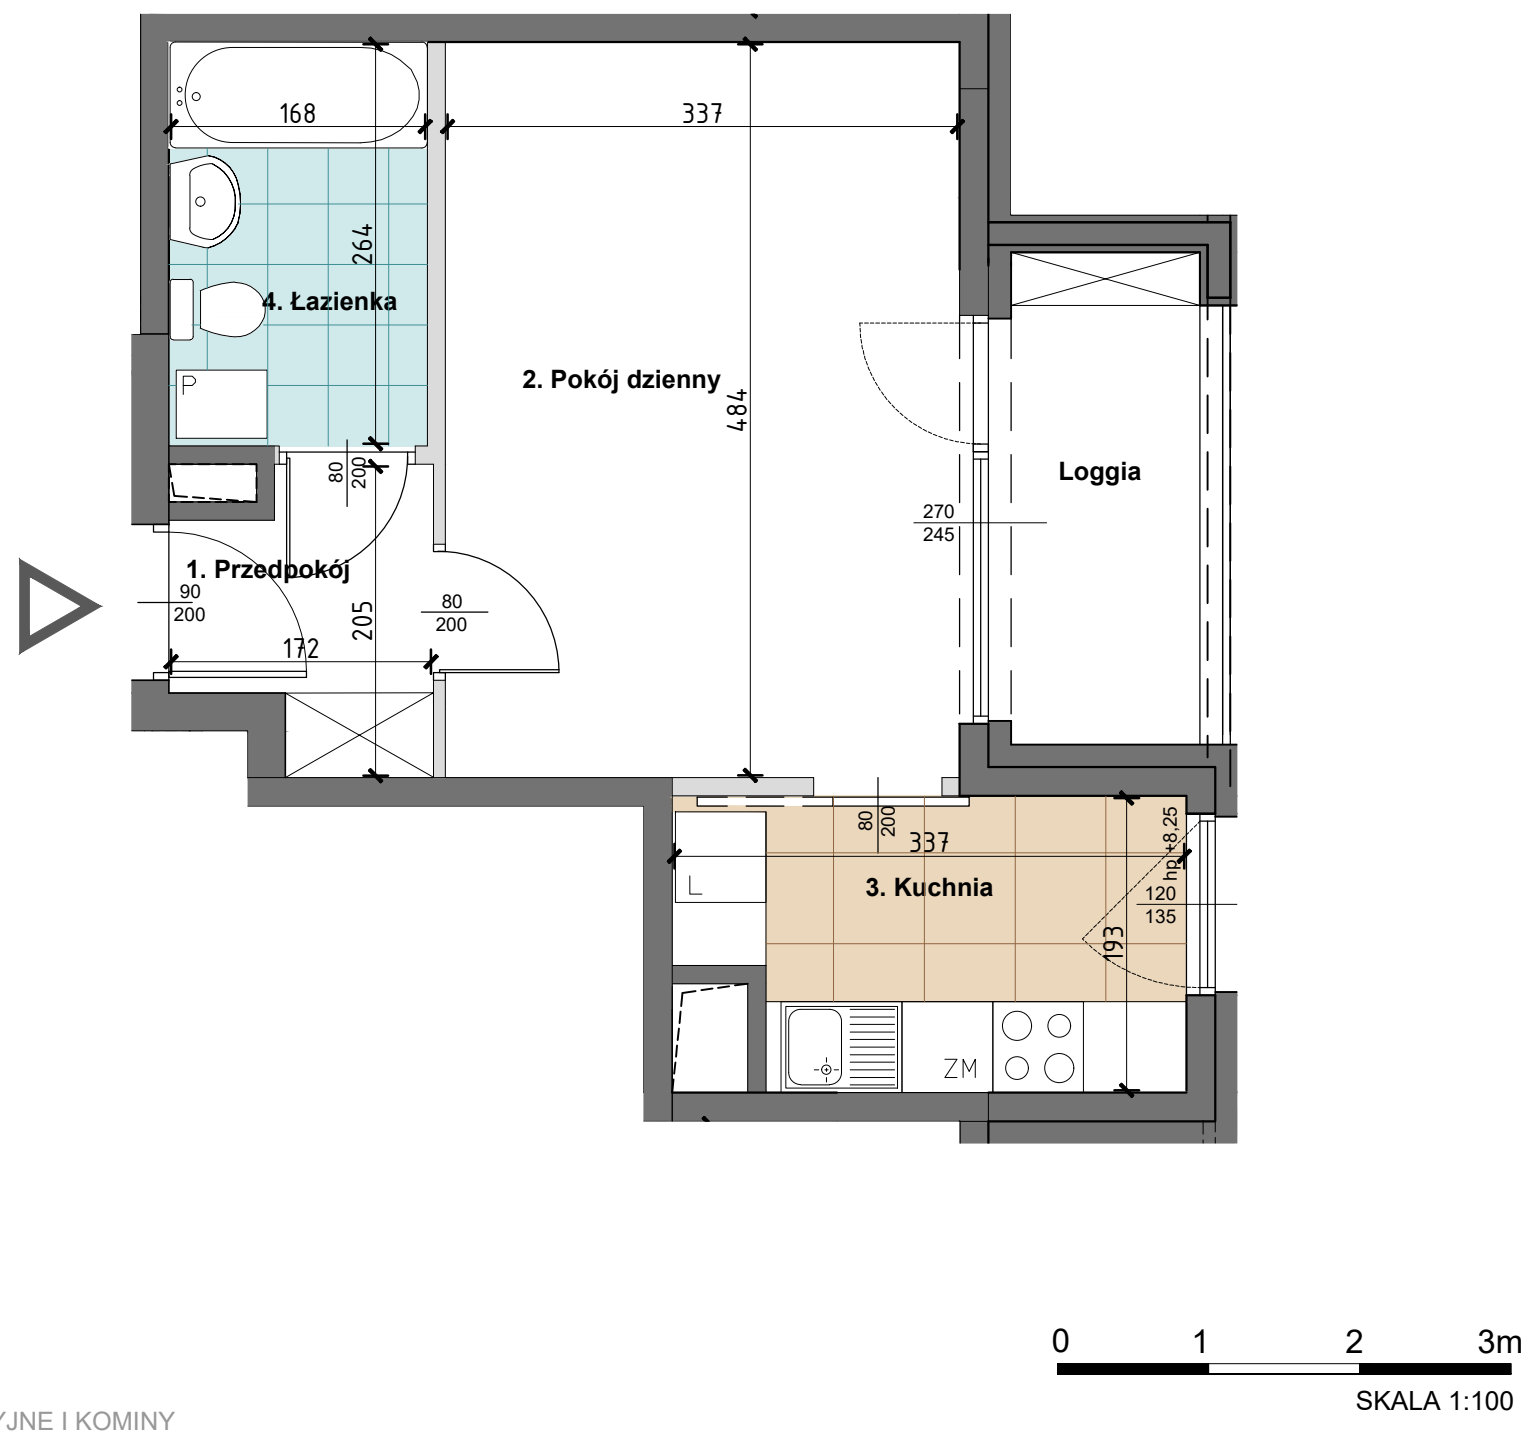 168
337
264
4. Łazienka
2. Pokój dzienny
484
P
80
200
Loggia
270
245
1. Przedpokój
90
200
205
80
200
172
80
200
337
hp +8,25
L
3. Kuchnia
120
135
193
ZM
0 1 2 3m
SKALA 1:100
YJNE I KOMINY